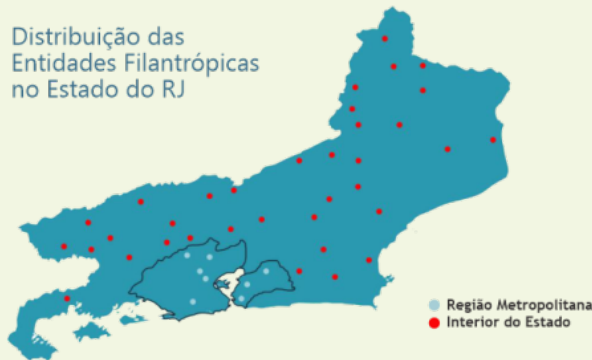 Distribuição das
Entidades Filantrópicas
no Estado do RJ
Região Metropolitana
Interior do Estado